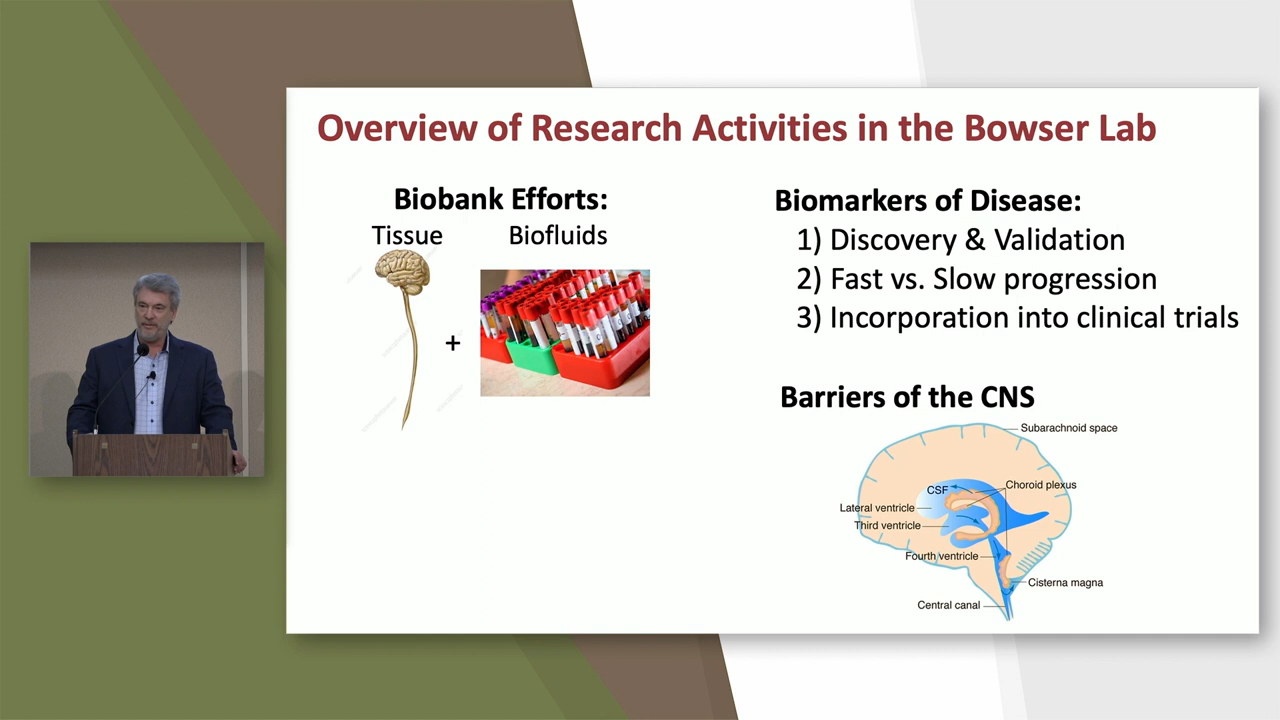 Overview of Research Activities in the Bowser Lab
Biobank Efforts:
Tissue
Biofluids
+
Biomarkers of Disease:
1) Discovery & Validation
2) Fast vs. Slow progression
3) Incorporation into clinical trials
Barriers of the CNS
Subarachnoid space
CSF
Choroid plexus
Lateral ventricle
Third ventricle
Fourth ventricle
Cisterna magna
Central canal